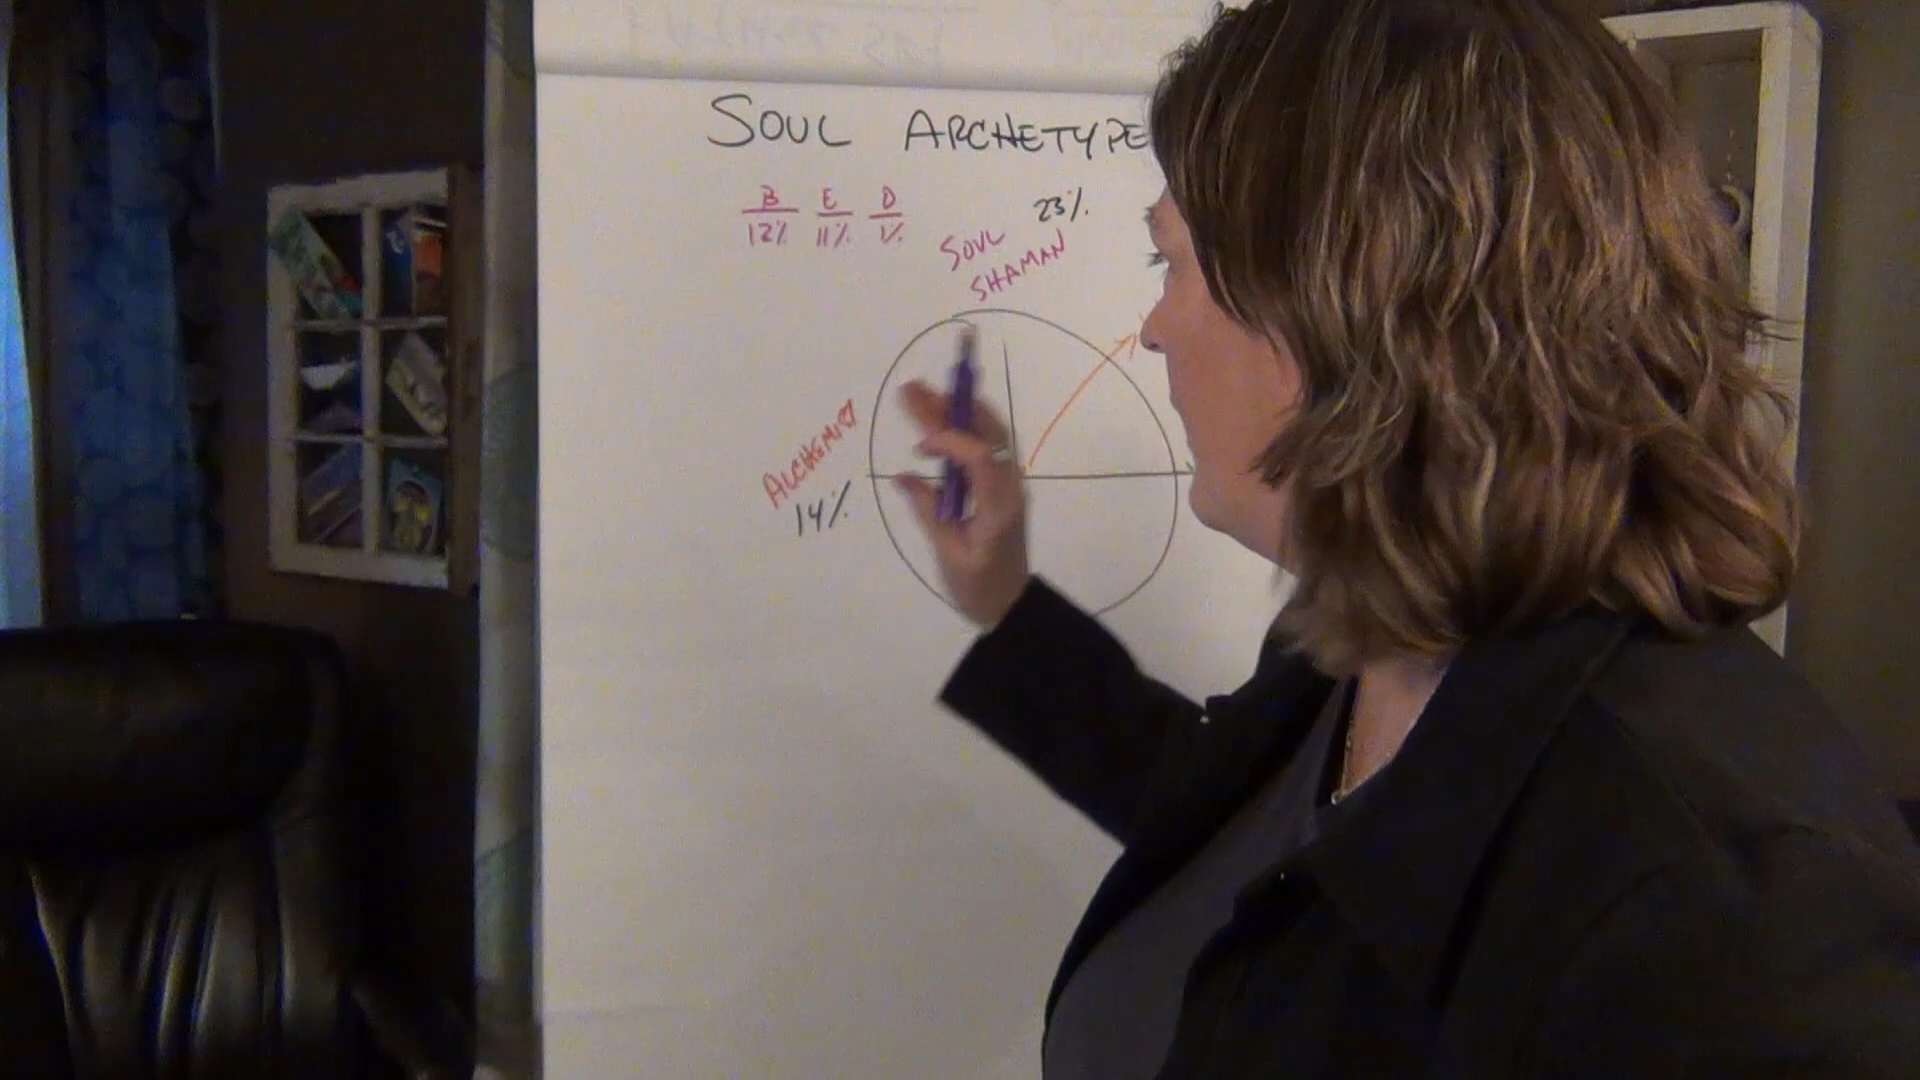 SOUL ARCHETYPE
B E D
12% 11% 1%
23%
SOUL
SHAMAN
ALCHEMIST
14%